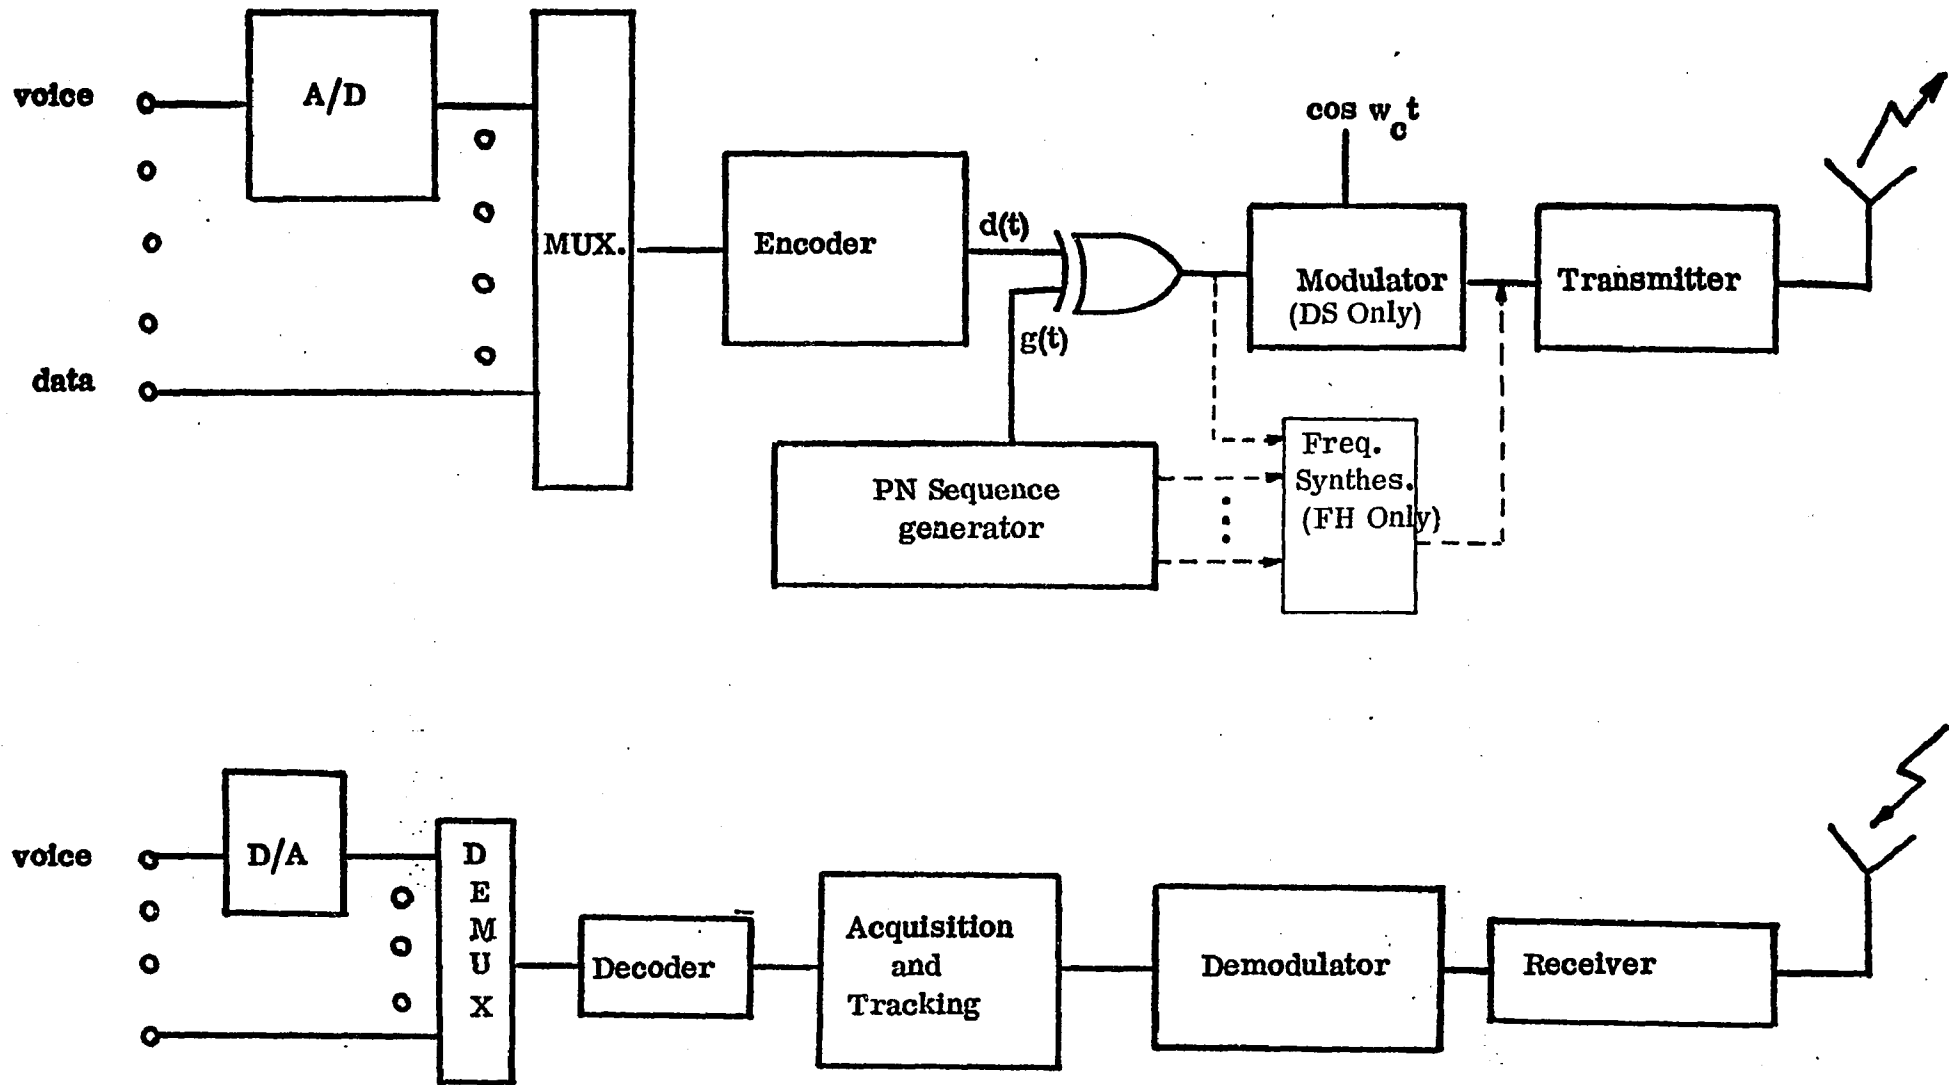 voice
A/D
MUX.
data
Encoder
d(t)
g(t)
cos w_c t
Modulator
(DS Only)
Transmitter
PN Sequence
generator
Freq.
Synthes.
(FH Only)
voice
D/A
D
E
M
U
X
Decoder
Acquisition
and
Tracking
Demodulator
Receiver